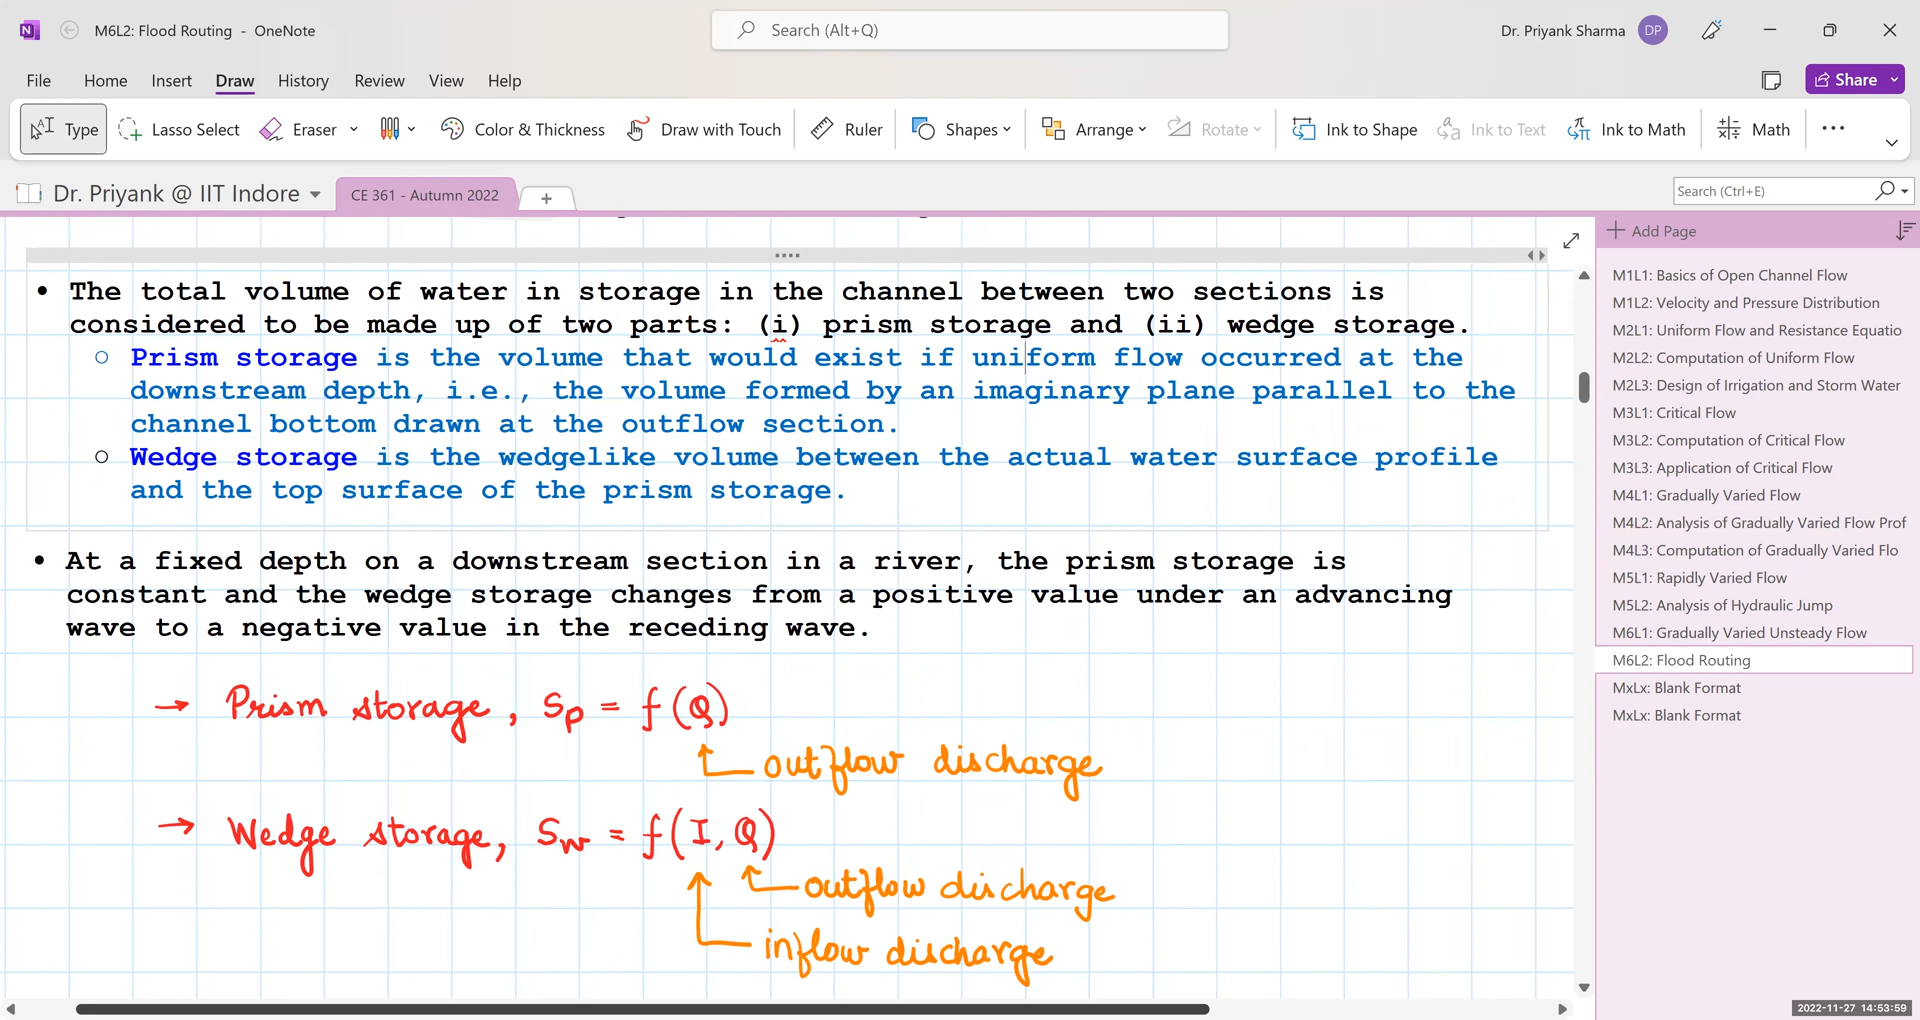 M6L2: Flood Routing - OneNote
Search (Alt+Q)
Dr. Priyank Sharma DP
File Home Insert Draw History Review View Help
Share
Type Lasso Select Eraser Color & Thickness Draw with Touch Ruler Shapes Arrange Rotate Ink to Shape Ink to Text Ink to Math Math
Dr. Priyank @ IIT Indore CE 361 - Autumn 2022
Search (Ctrl+E)
• The total volume of water in storage in the channel between two sections is
considered to be made up of two parts: (i) prism storage and (ii) wedge storage.
○ Prism storage is the volume that would exist if uniform flow occurred at the
downstream depth, i.e., the volume formed by an imaginary plane parallel to the
channel bottom drawn at the outflow section.
○ Wedge storage is the wedgelike volume between the actual water surface profile
and the top surface of the prism storage.
• At a fixed depth on a downstream section in a river, the prism storage is
constant and the wedge storage changes from a positive value under an advancing
wave to a negative value in the receding wave.
→ Prism storage, Sp = f(Q)
outflow discharge
→ Wedge storage, Sw = f(I, Q)
outflow discharge
inflow discharge
Add Page
M1L1: Basics of Open Channel Flow
M1L2: Velocity and Pressure Distribution
M2L1: Uniform Flow and Resistance Equatio
M2L2: Computation of Uniform Flow
M2L3: Design of Irrigation and Storm Water
M3L1: Critical Flow
M3L2: Computation of Critical Flow
M3L3: Application of Critical Flow
M4L1: Gradually Varied Flow
M4L2: Analysis of Gradually Varied Flow Prof
M4L3: Computation of Gradually Varied Flo
M5L1: Rapidly Varied Flow
M5L2: Analysis of Hydraulic Jump
M6L1: Gradually Varied Unsteady Flow
M6L2: Flood Routing
MxLx: Blank Format
MxLx: Blank Format
2022-11-27 14:53:59